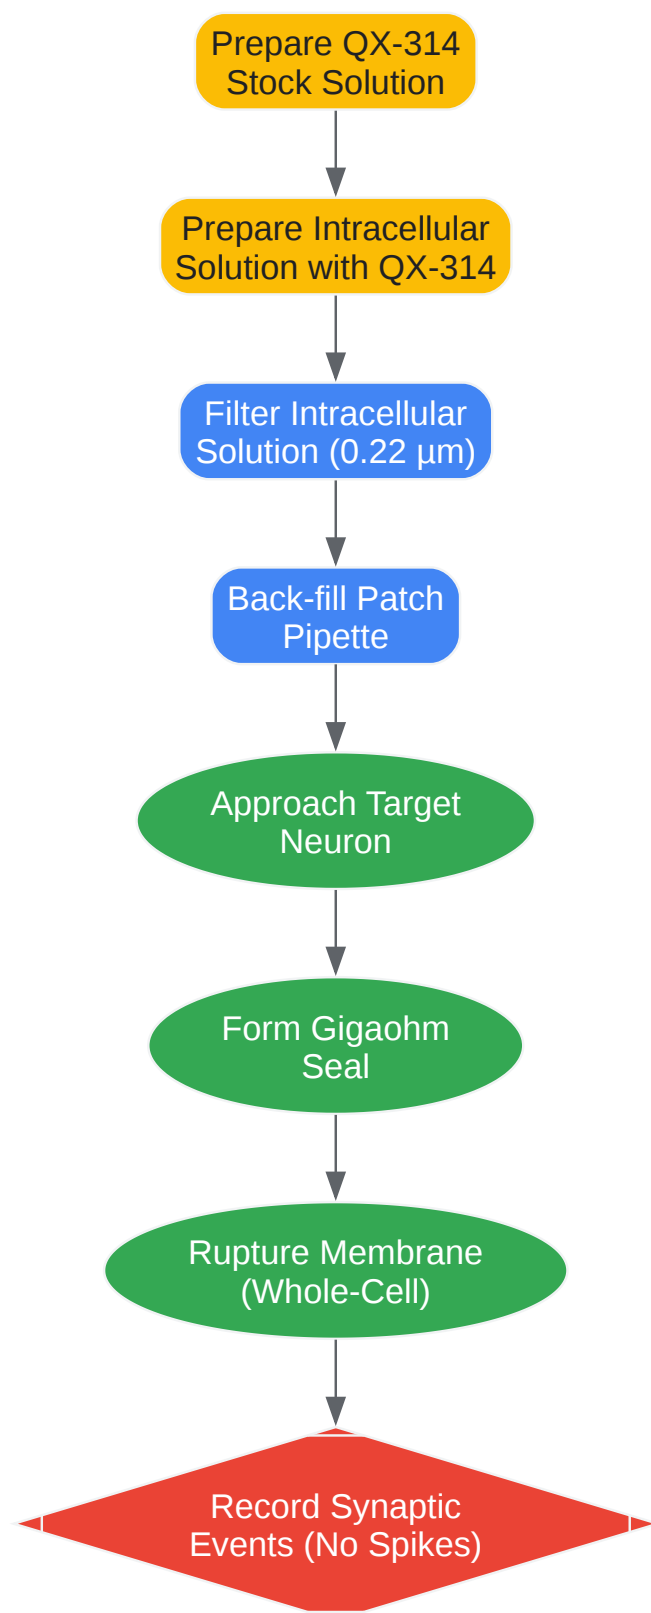 Prepare QX-314
Stock Solution
Prepare Intracellular
Solution with QX-314
Filter Intracellular
Solution (0.22 µm)
Back-fill Patch
Pipette
Approach Target
Neuron
Form Gigaohm
Seal
Rupture Membrane
(Whole-Cell)
Record Synaptic
Events (No Spikes)